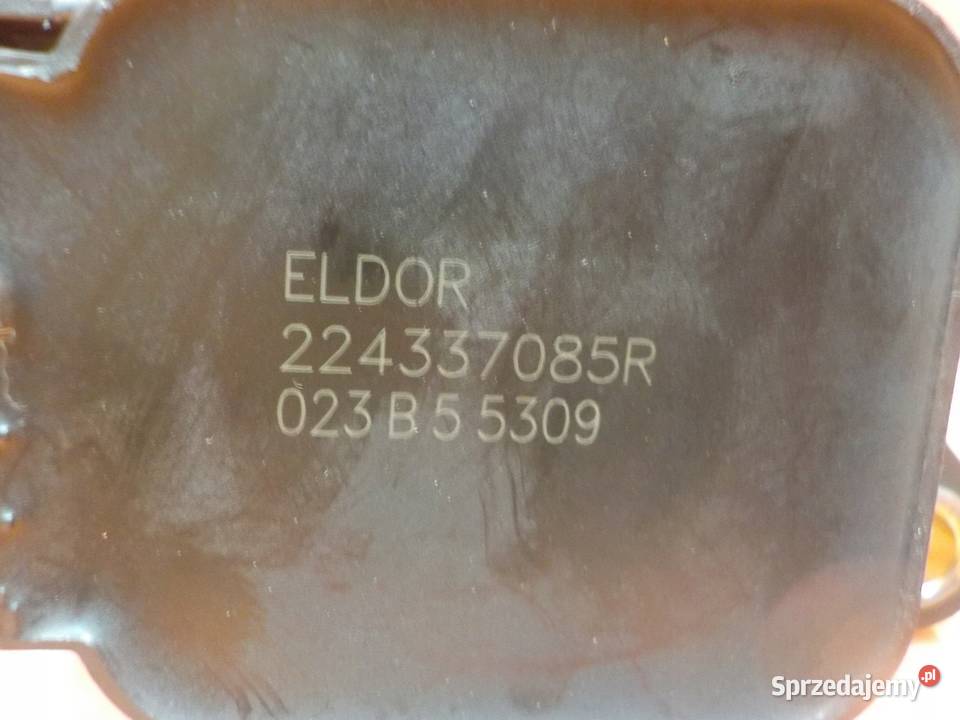 ELDOR
224337085R
023 B 5 5309
Sprzedajemy.pl